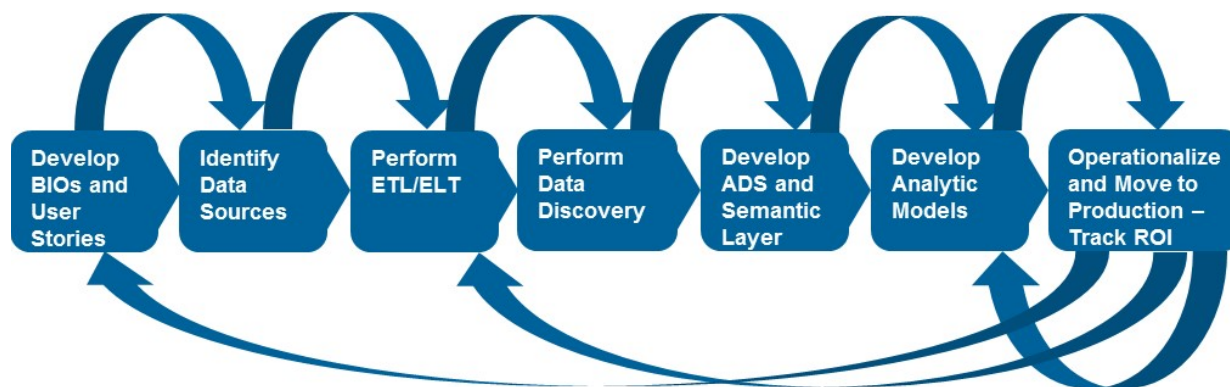 Develop
BIOs and
User
Stories
Identify
Data
Sources
Perform
ETL/ELT
Perform
Data
Discovery
Develop
ADS and
Semantic
Layer
Develop
Analytic
Models
Operationalize
and Move to
Production –
Track ROI